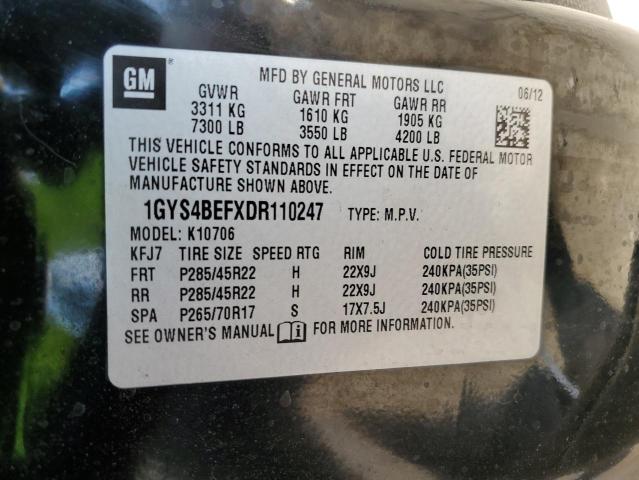 GM ®
MFD BY GENERAL MOTORS LLC
06/12
GVWR GAWR FRT GAWR RR
3311 KG 1610 KG 1905 KG
7300 LB 3550 LB 4200 LB
THIS VEHICLE CONFORMS TO ALL APPLICABLE U.S. FEDERAL MOTOR
VEHICLE SAFETY STANDARDS IN EFFECT ON THE DATE OF
MANUFACTURE SHOWN ABOVE.
1GYS4BEFXDR110247 TYPE: M.P.V.
MODEL: K10706
KFJ7 TIRE SIZE SPEED RTG RIM COLD TIRE PRESSURE
FRT P285/45R22 H 22X9J 240KPA(35PSI)
RR P285/45R22 H 22X9J 240KPA(35PSI)
SPA P265/70R17 S 17X7.5J 240KPA(35PSI)
SEE OWNER'S MANUAL i FOR MORE INFORMATION.